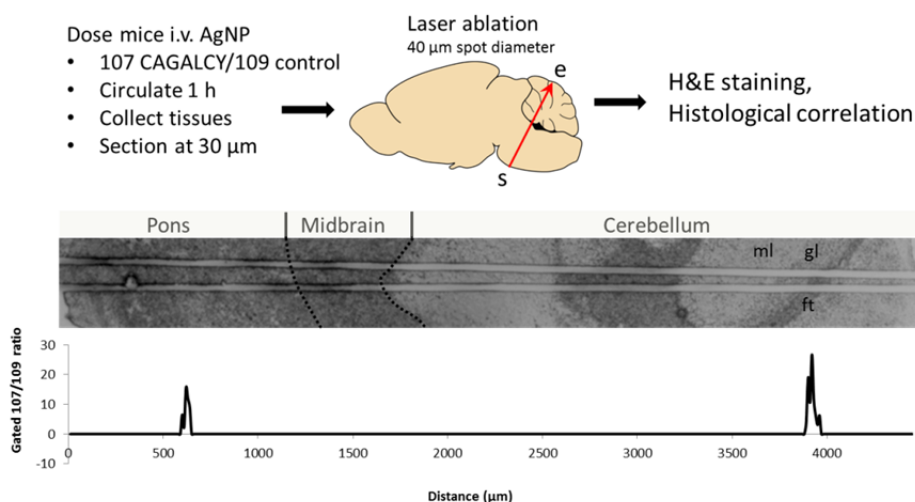 Dose mice i.v. AgNP
• 107 CAGALCY/109 control
• Circulate 1 h
• Collect tissues
• Section at 30 µm
Laser ablation
40 µm spot diameter
e
s
H&E staining,
Histological correlation
Pons
Midbrain
Cerebellum
ml
gl
ft
Gated 107/109 ratio
30
20
10
0
-10
0
500
1000
1500
2000
2500
3000
3500
4000
Distance (µm)